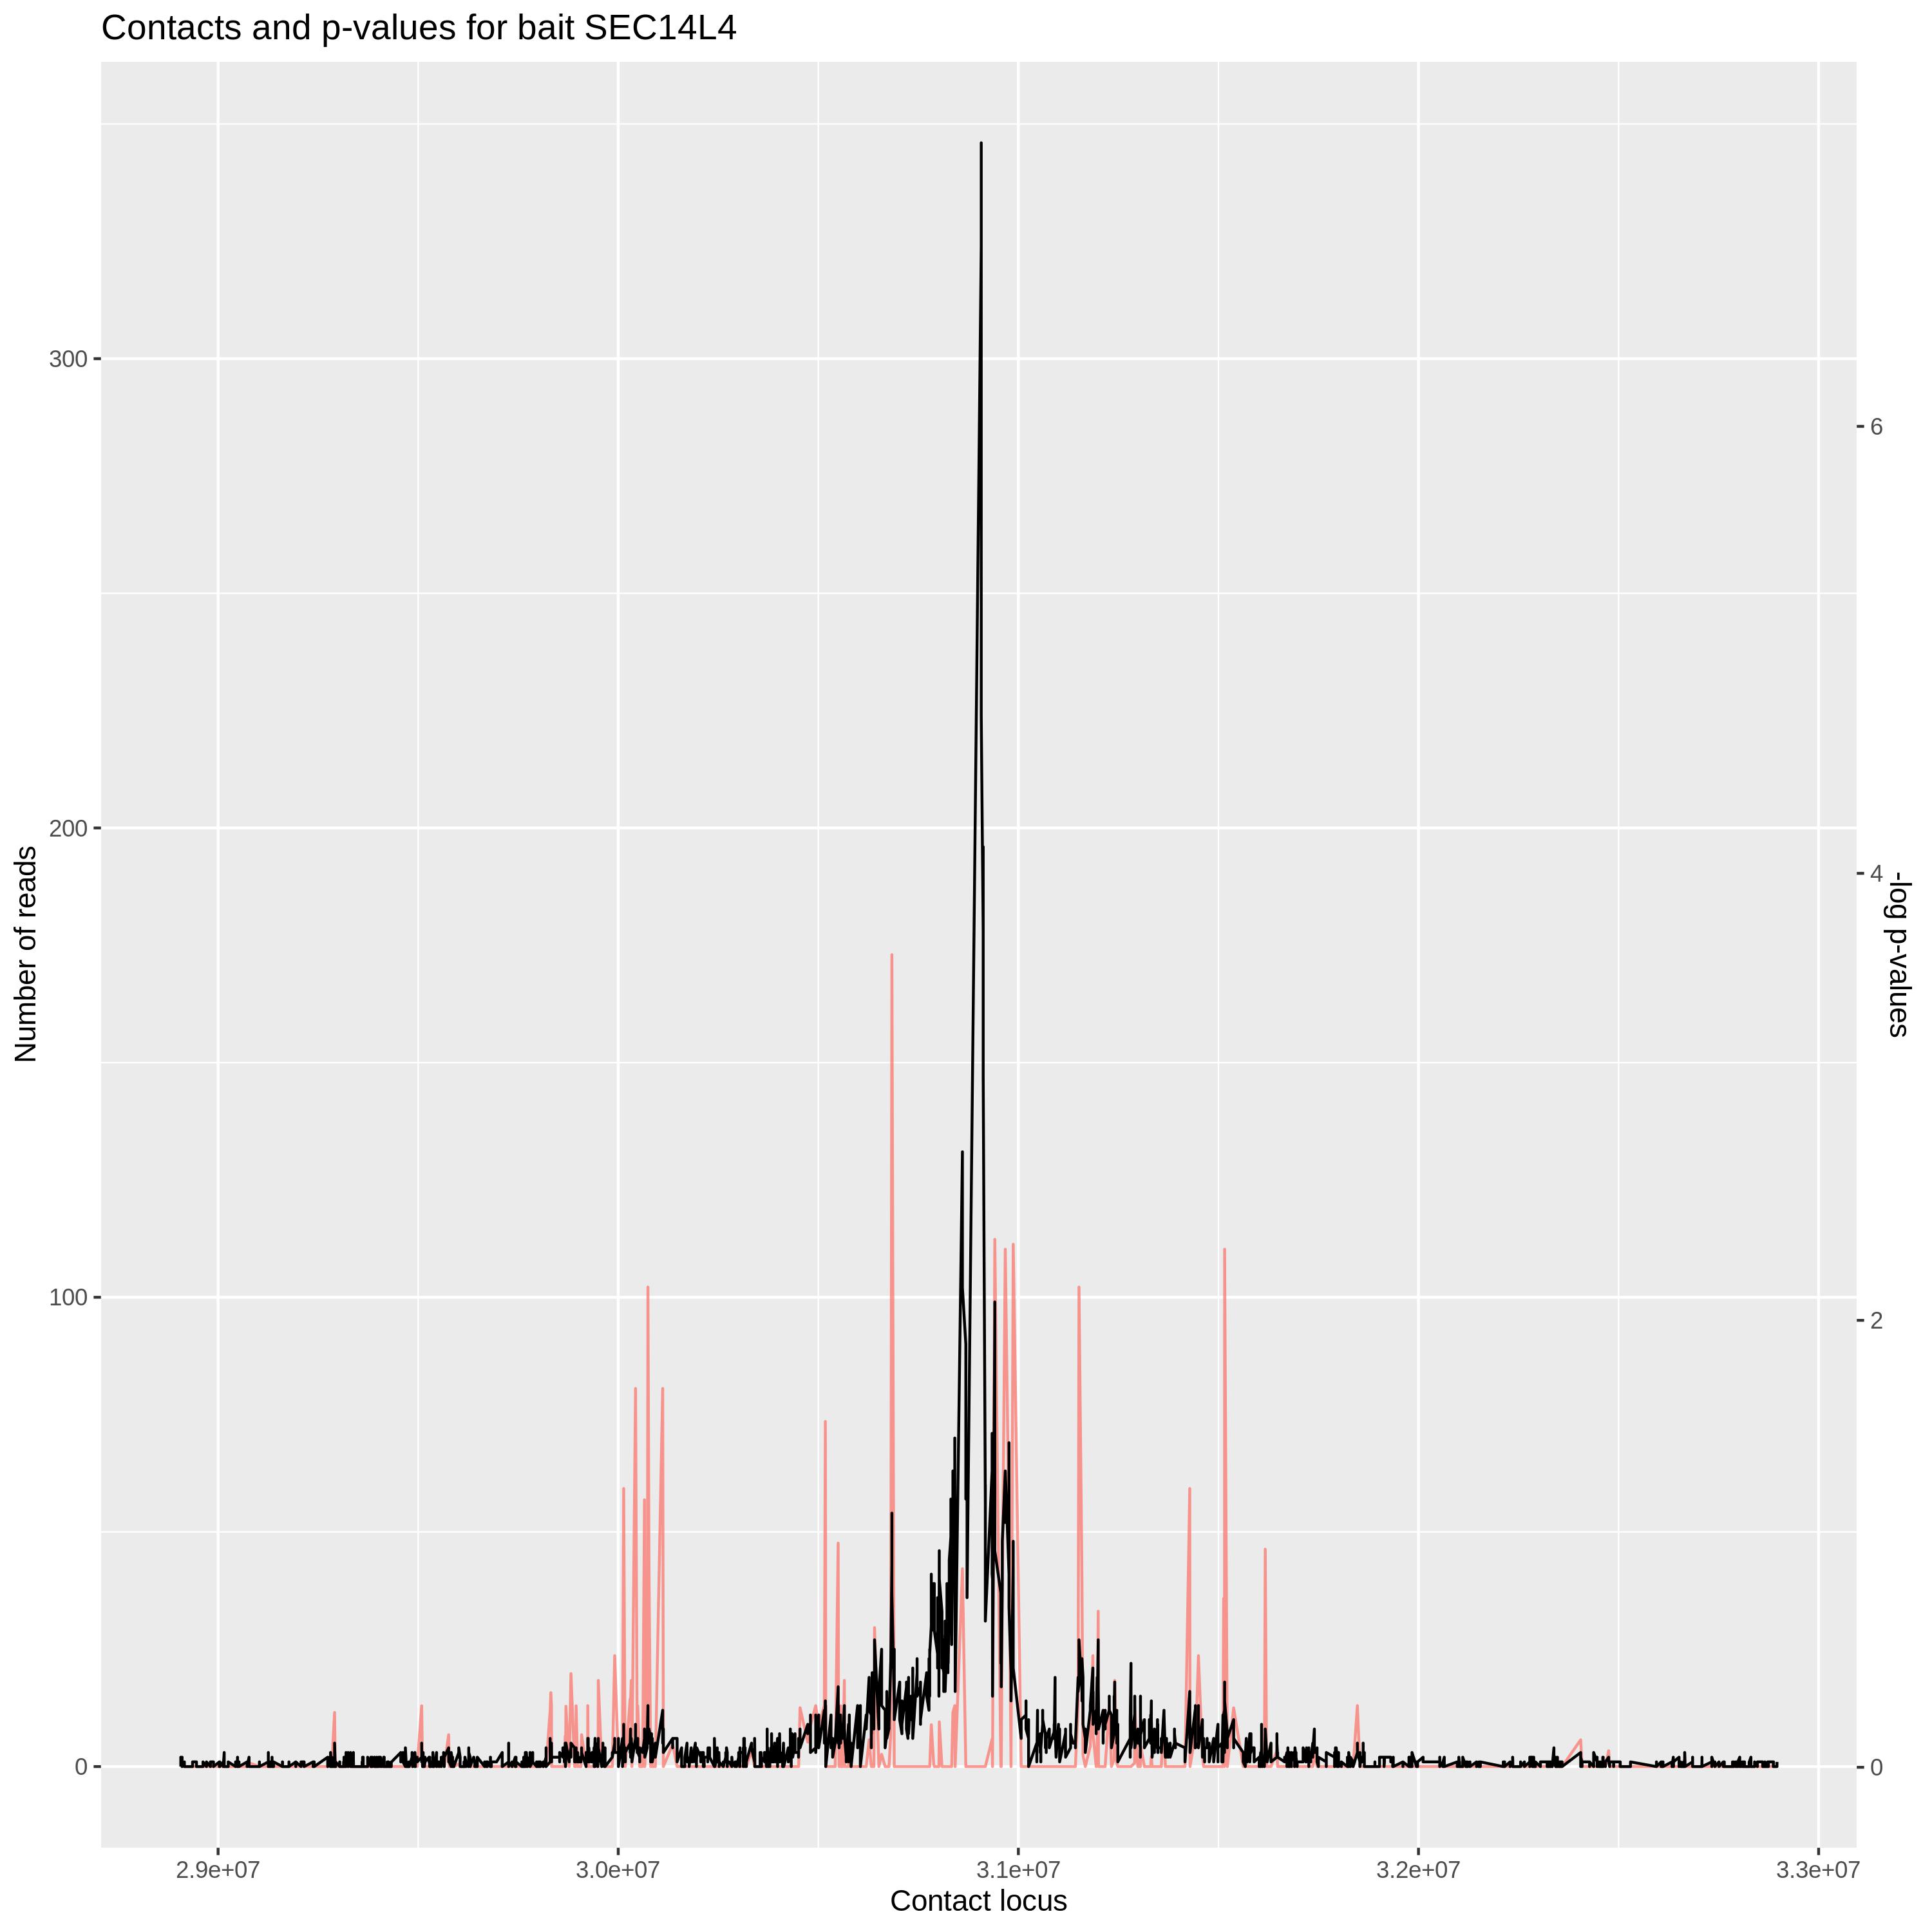 Contacts and p-values for bait SEC14L4
300
200
100
0
Number of reads
6
4
2
0
-log p-values
2.9e+07
3.0e+07
3.1e+07
3.2e+07
3.3e+07
Contact locus